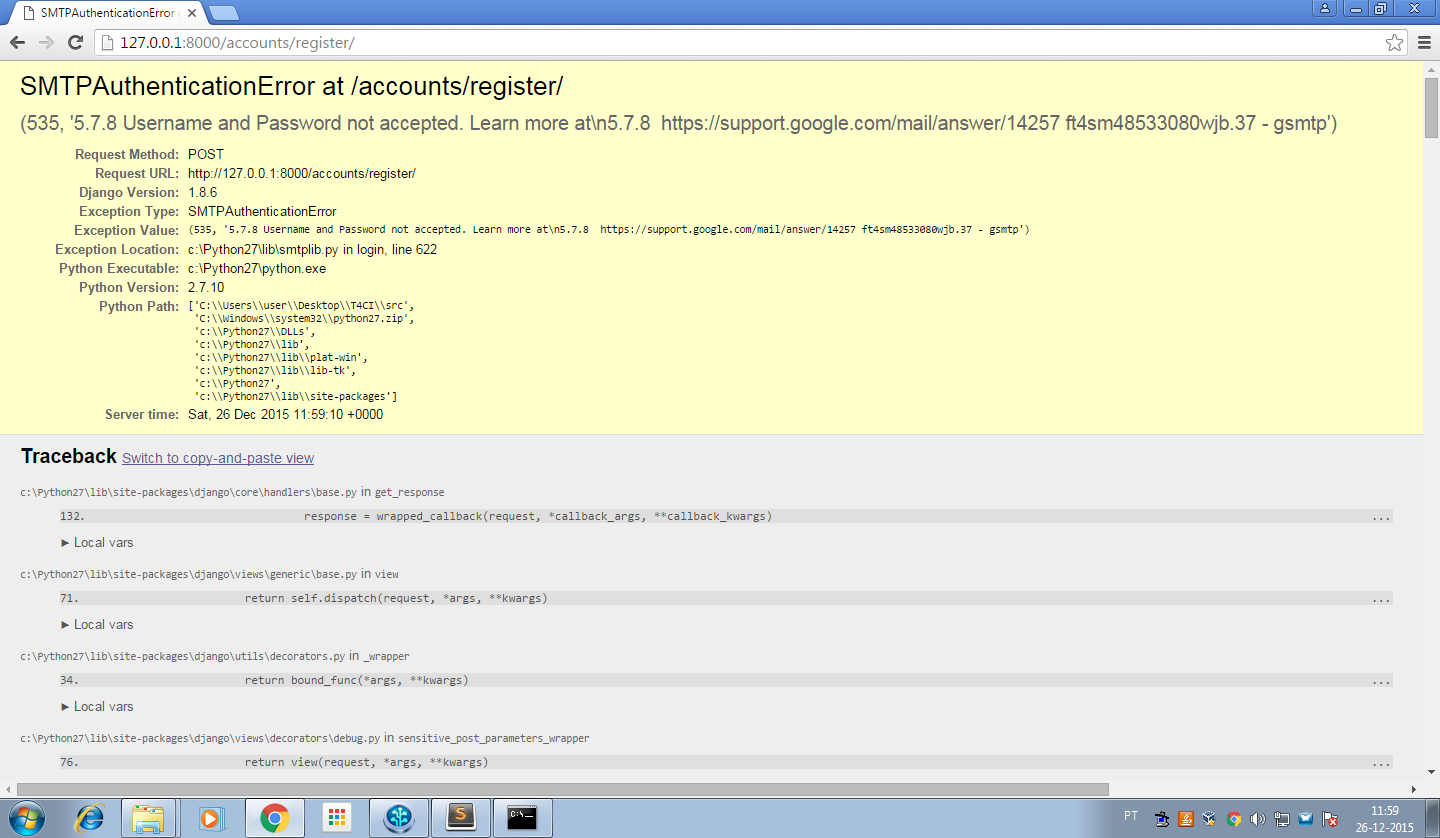 SMTPAuthenticationError
127.0.0.1:8000/accounts/register/
SMTPAuthenticationError at /accounts/register/
(535, '5.7.8 Username and Password not accepted. Learn more at\n5.7.8  https://support.google.com/mail/answer/14257 ft4sm48533080wjb.37 - gsmtp')
Request Method: POST
Request URL: http://127.0.0.1:8000/accounts/register/
Django Version: 1.8.6
Exception Type: SMTPAuthenticationError
Exception Value: (535, '5.7.8 Username and Password not accepted. Learn more at\n5.7.8  https://support.google.com/mail/answer/14257 ft4sm48533080wjb.37 - gsmtp')
Exception Location: c:\Python27\lib\smtplib.py in login, line 622
Python Executable: c:\Python27\python.exe
Python Version: 2.7.10
Python Path: ['C:\\Users\\user\\Desktop\\T4CI\\src',
'C:\\Windows\\system32\\python27.zip',
'c:\\Python27\\DLLs',
'c:\\Python27\\lib',
'c:\\Python27\\lib\\plat-win',
'c:\\Python27\\lib\\lib-tk',
'c:\\Python27',
'c:\\Python27\\lib\\site-packages']
Server time: Sat, 26 Dec 2015 11:59:10 +0000
Traceback Switch to copy-and-paste view
c:\Python27\lib\site-packages\django\core\handlers\base.py in get_response
132. response = wrapped_callback(request, *callback_args, **callback_kwargs) ...
▶ Local vars
c:\Python27\lib\site-packages\django\views\generic\base.py in view
71. return self.dispatch(request, *args, **kwargs) ...
▶ Local vars
c:\Python27\lib\site-packages\django\utils\decorators.py in _wrapper
34. return bound_func(*args, **kwargs) ...
▶ Local vars
c:\Python27\lib\site-packages\django\views\decorators\debug.py in sensitive_post_parameters_wrapper
76. return view(request, *args, **kwargs) ...
PT
11:59
26-12-2015